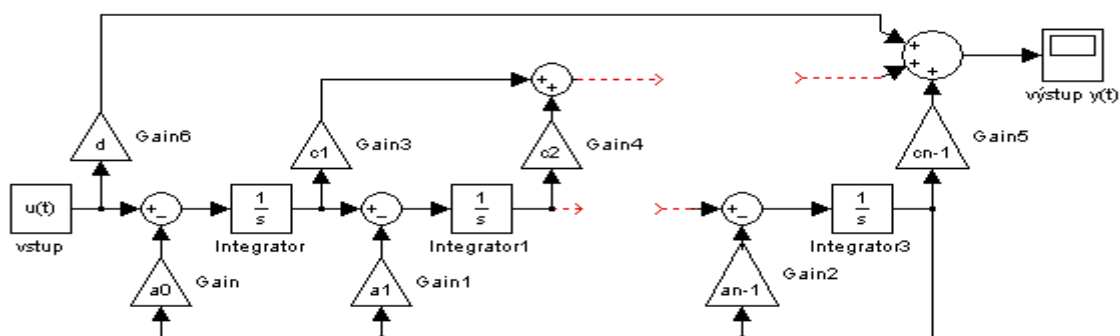 +
+
+
výstup y(t)
d
Gain6
+
+
c1
Gain3
c2
Gain4
cn-1
Gain5
u(t)
vstup
+
−
1
s
Integrator
+
−
1
s
Integrator1
+
−
1
s
Integrator3
a0
Gain
a1
Gain1
an-1
Gain2